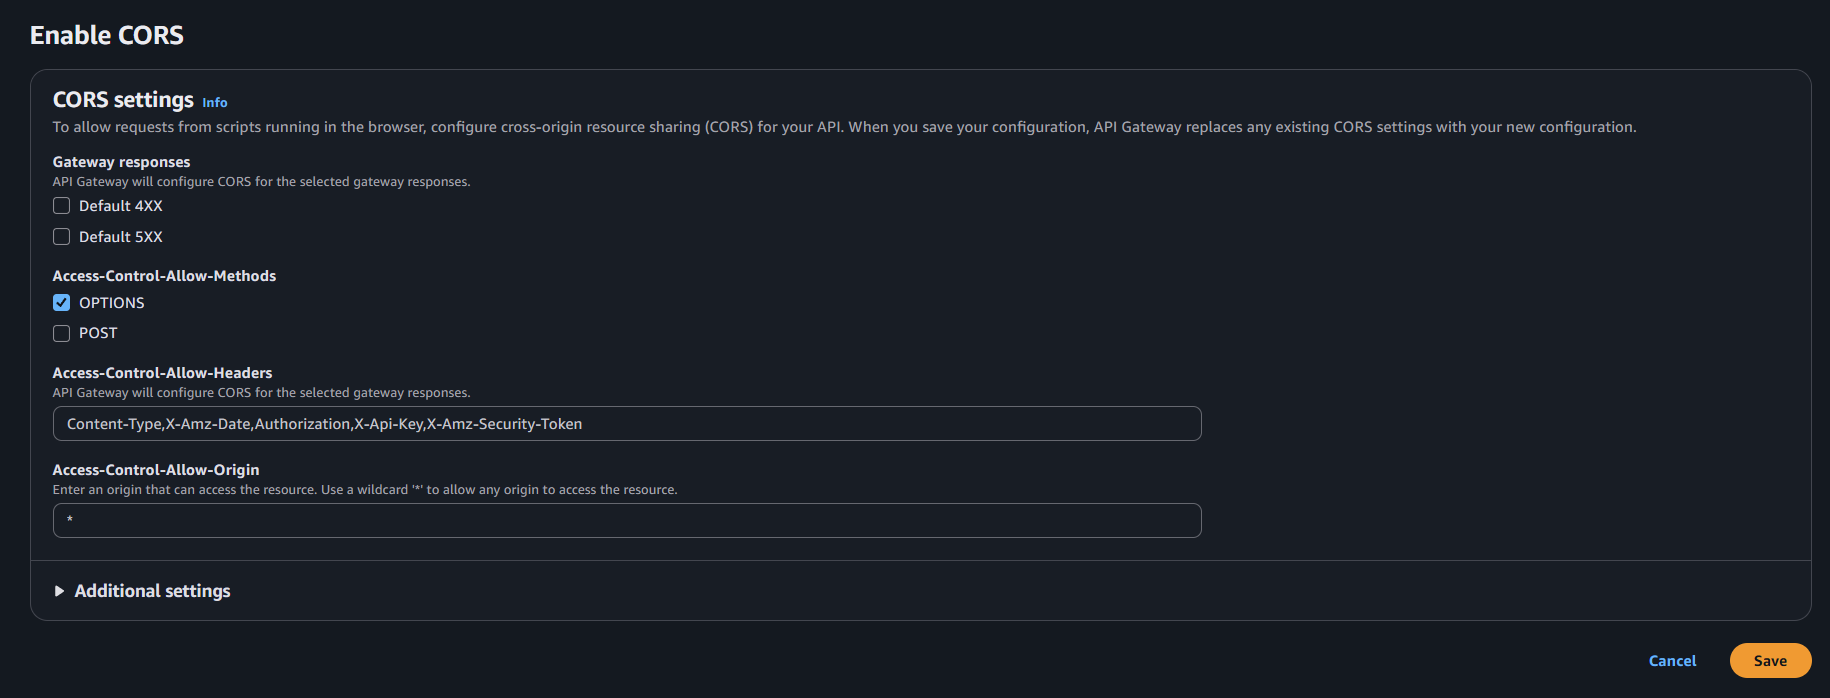 Enable CORS
CORS settings Info
To allow requests from scripts running in the browser, configure cross-origin resource sharing (CORS) for your API. When you save your configuration, API Gateway replaces any existing CORS settings with your new configuration.
Gateway responses
API Gateway will configure CORS for the selected gateway responses.
Default 4XX
Default 5XX
Access-Control-Allow-Methods
OPTIONS
POST
Access-Control-Allow-Headers
API Gateway will configure CORS for the selected gateway responses.
Content-Type,X-Amz-Date,Authorization,X-Api-Key,X-Amz-Security-Token
Access-Control-Allow-Origin
Enter an origin that can access the resource. Use a wildcard '*' to allow any origin to access the resource.
*
Additional settings
Cancel Save